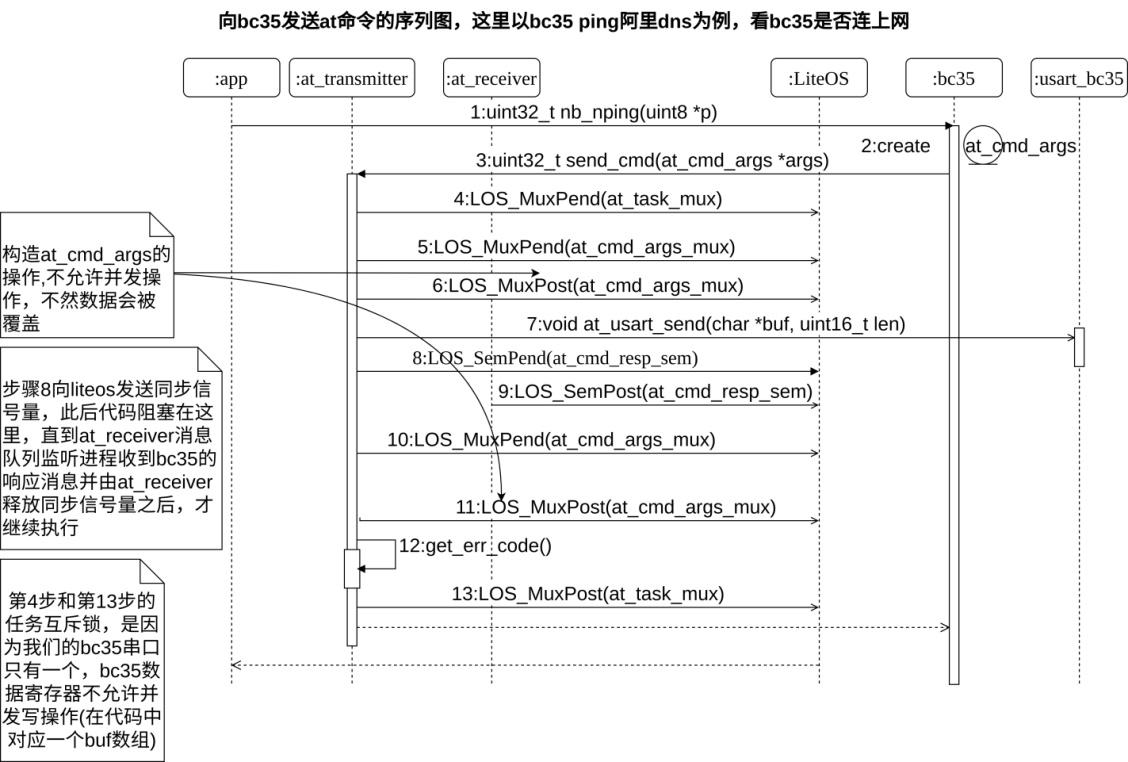 向bc35发送at命令的序列图，这里以bc35 ping阿里dns为例，看bc35是否连上网
:app
:at_transmitter
:at_receiver
:LiteOS
:bc35
:usart_bc35
1:uint32_t nb_nping(uint8 *p)
2:create
at_cmd_args
3:uint32_t send_cmd(at_cmd_args *args)
4:LOS_MuxPend(at_task_mux)
5:LOS_MuxPend(at_cmd_args_mux)
6:LOS_MuxPost(at_cmd_args_mux)
7:void at_usart_send(char *buf, uint16_t len)
8:LOS_SemPend(at_cmd_resp_sem)
9:LOS_SemPost(at_cmd_resp_sem)
10:LOS_MuxPend(at_cmd_args_mux)
11:LOS_MuxPost(at_cmd_args_mux)
12:get_err_code()
13:LOS_MuxPost(at_task_mux)
构造at_cmd_args的
操作,不允许并发操
作，不然数据会被
覆盖
步骤8向liteos发送同步信
号量，此后代码阻塞在这
里，直到at_receiver消息
队列监听进程收到bc35的
响应消息并由at_receiver
释放同步信号量之后，才
继续执行
第4步和第13步的
任务互斥锁，是因
为我们的bc35串口
只有一个，bc35数
据寄存器不允许并
发写操作(在代码中
对应一个buf数组)